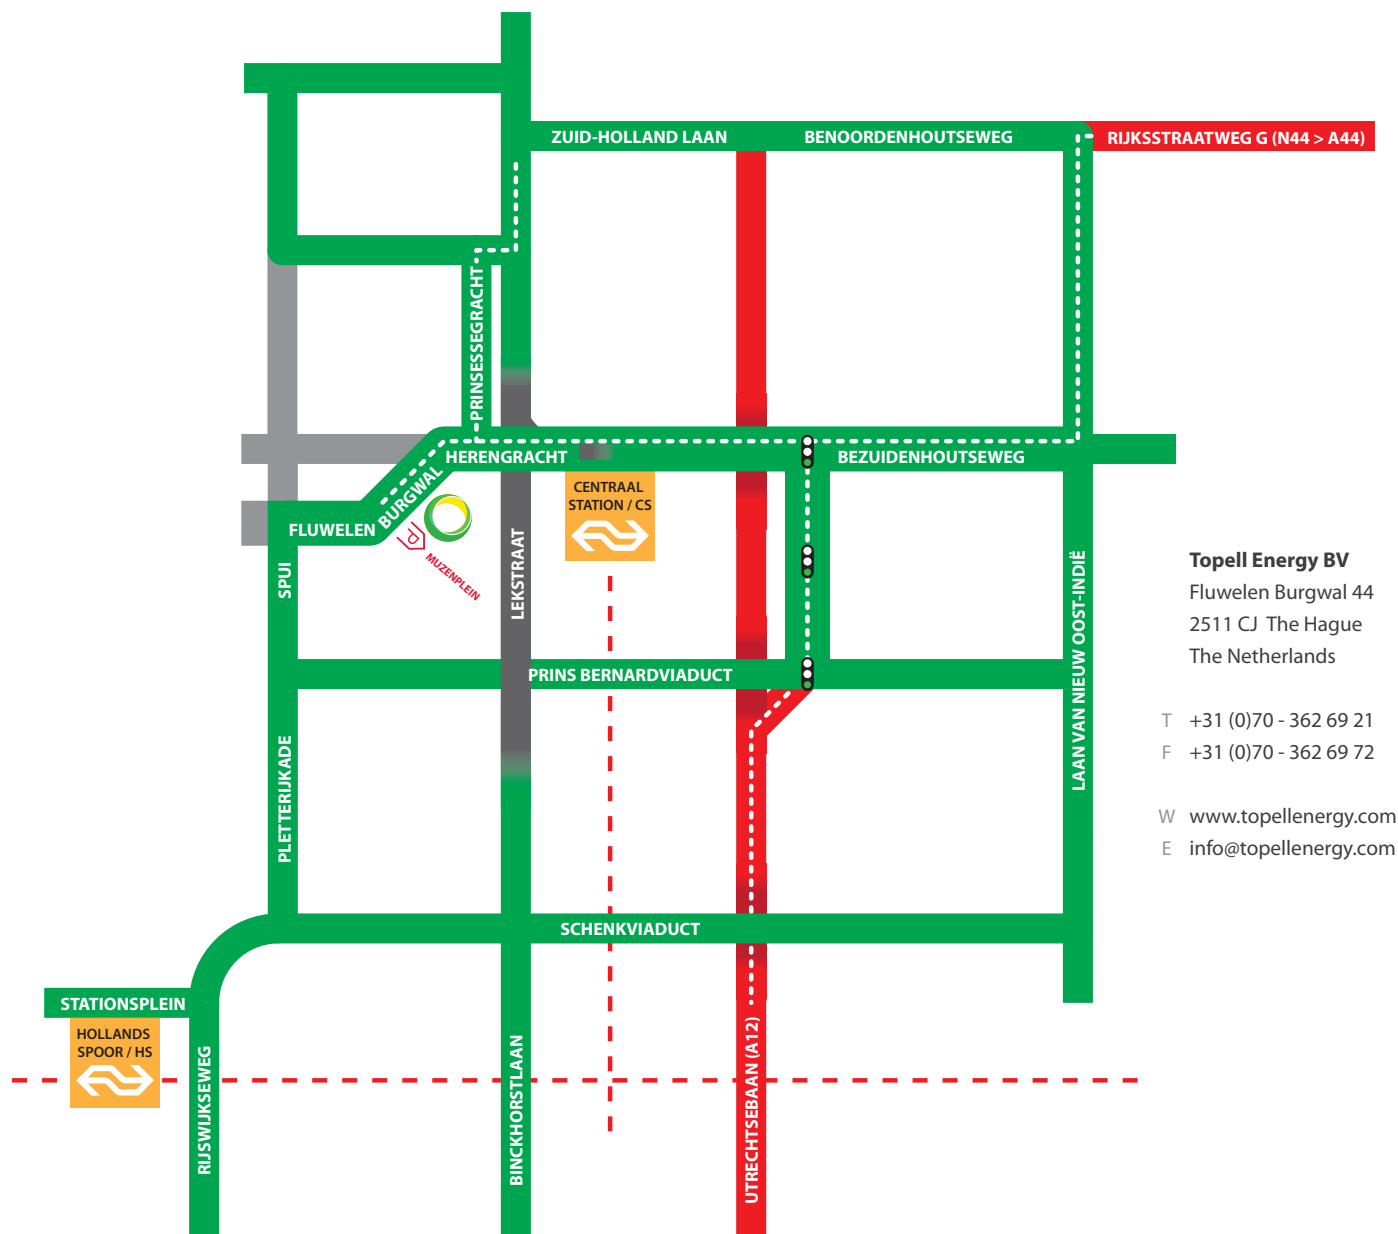 ZUID-HOLLAND LAAN
BENOORDENHOUTSEWEG
RIJKSSTRAATWEG G (N44 > A44)
PRINSESSEGRACHT
HERENGRACHT
BEZUIDENHOUTSEWEG
BURGWAL
FLUWELEN
CENTRAAL
STATION / CS
P
MUZENPLEIN
SPUI
LEKSTRAAT
LAAN VAN NIEUW OOST-INDIË
PRINS BERNARDVIADUCT
PLETTERIJKADE
SCHENKVIADUCT
STATIONSPLEIN
HOLLANDS
SPOOR / HS
RIJSWIJKSEWEG
BINCKHORSTLAAN
UTRECHTSEBAAN (A12)
Topell Energy BV
Fluwelen Burgwal 44
2511 CJ The Hague
The Netherlands
T +31 (0)70 - 362 69 21
F +31 (0)70 - 362 69 72
W www.topellenergy.com
E info@topellenergy.com